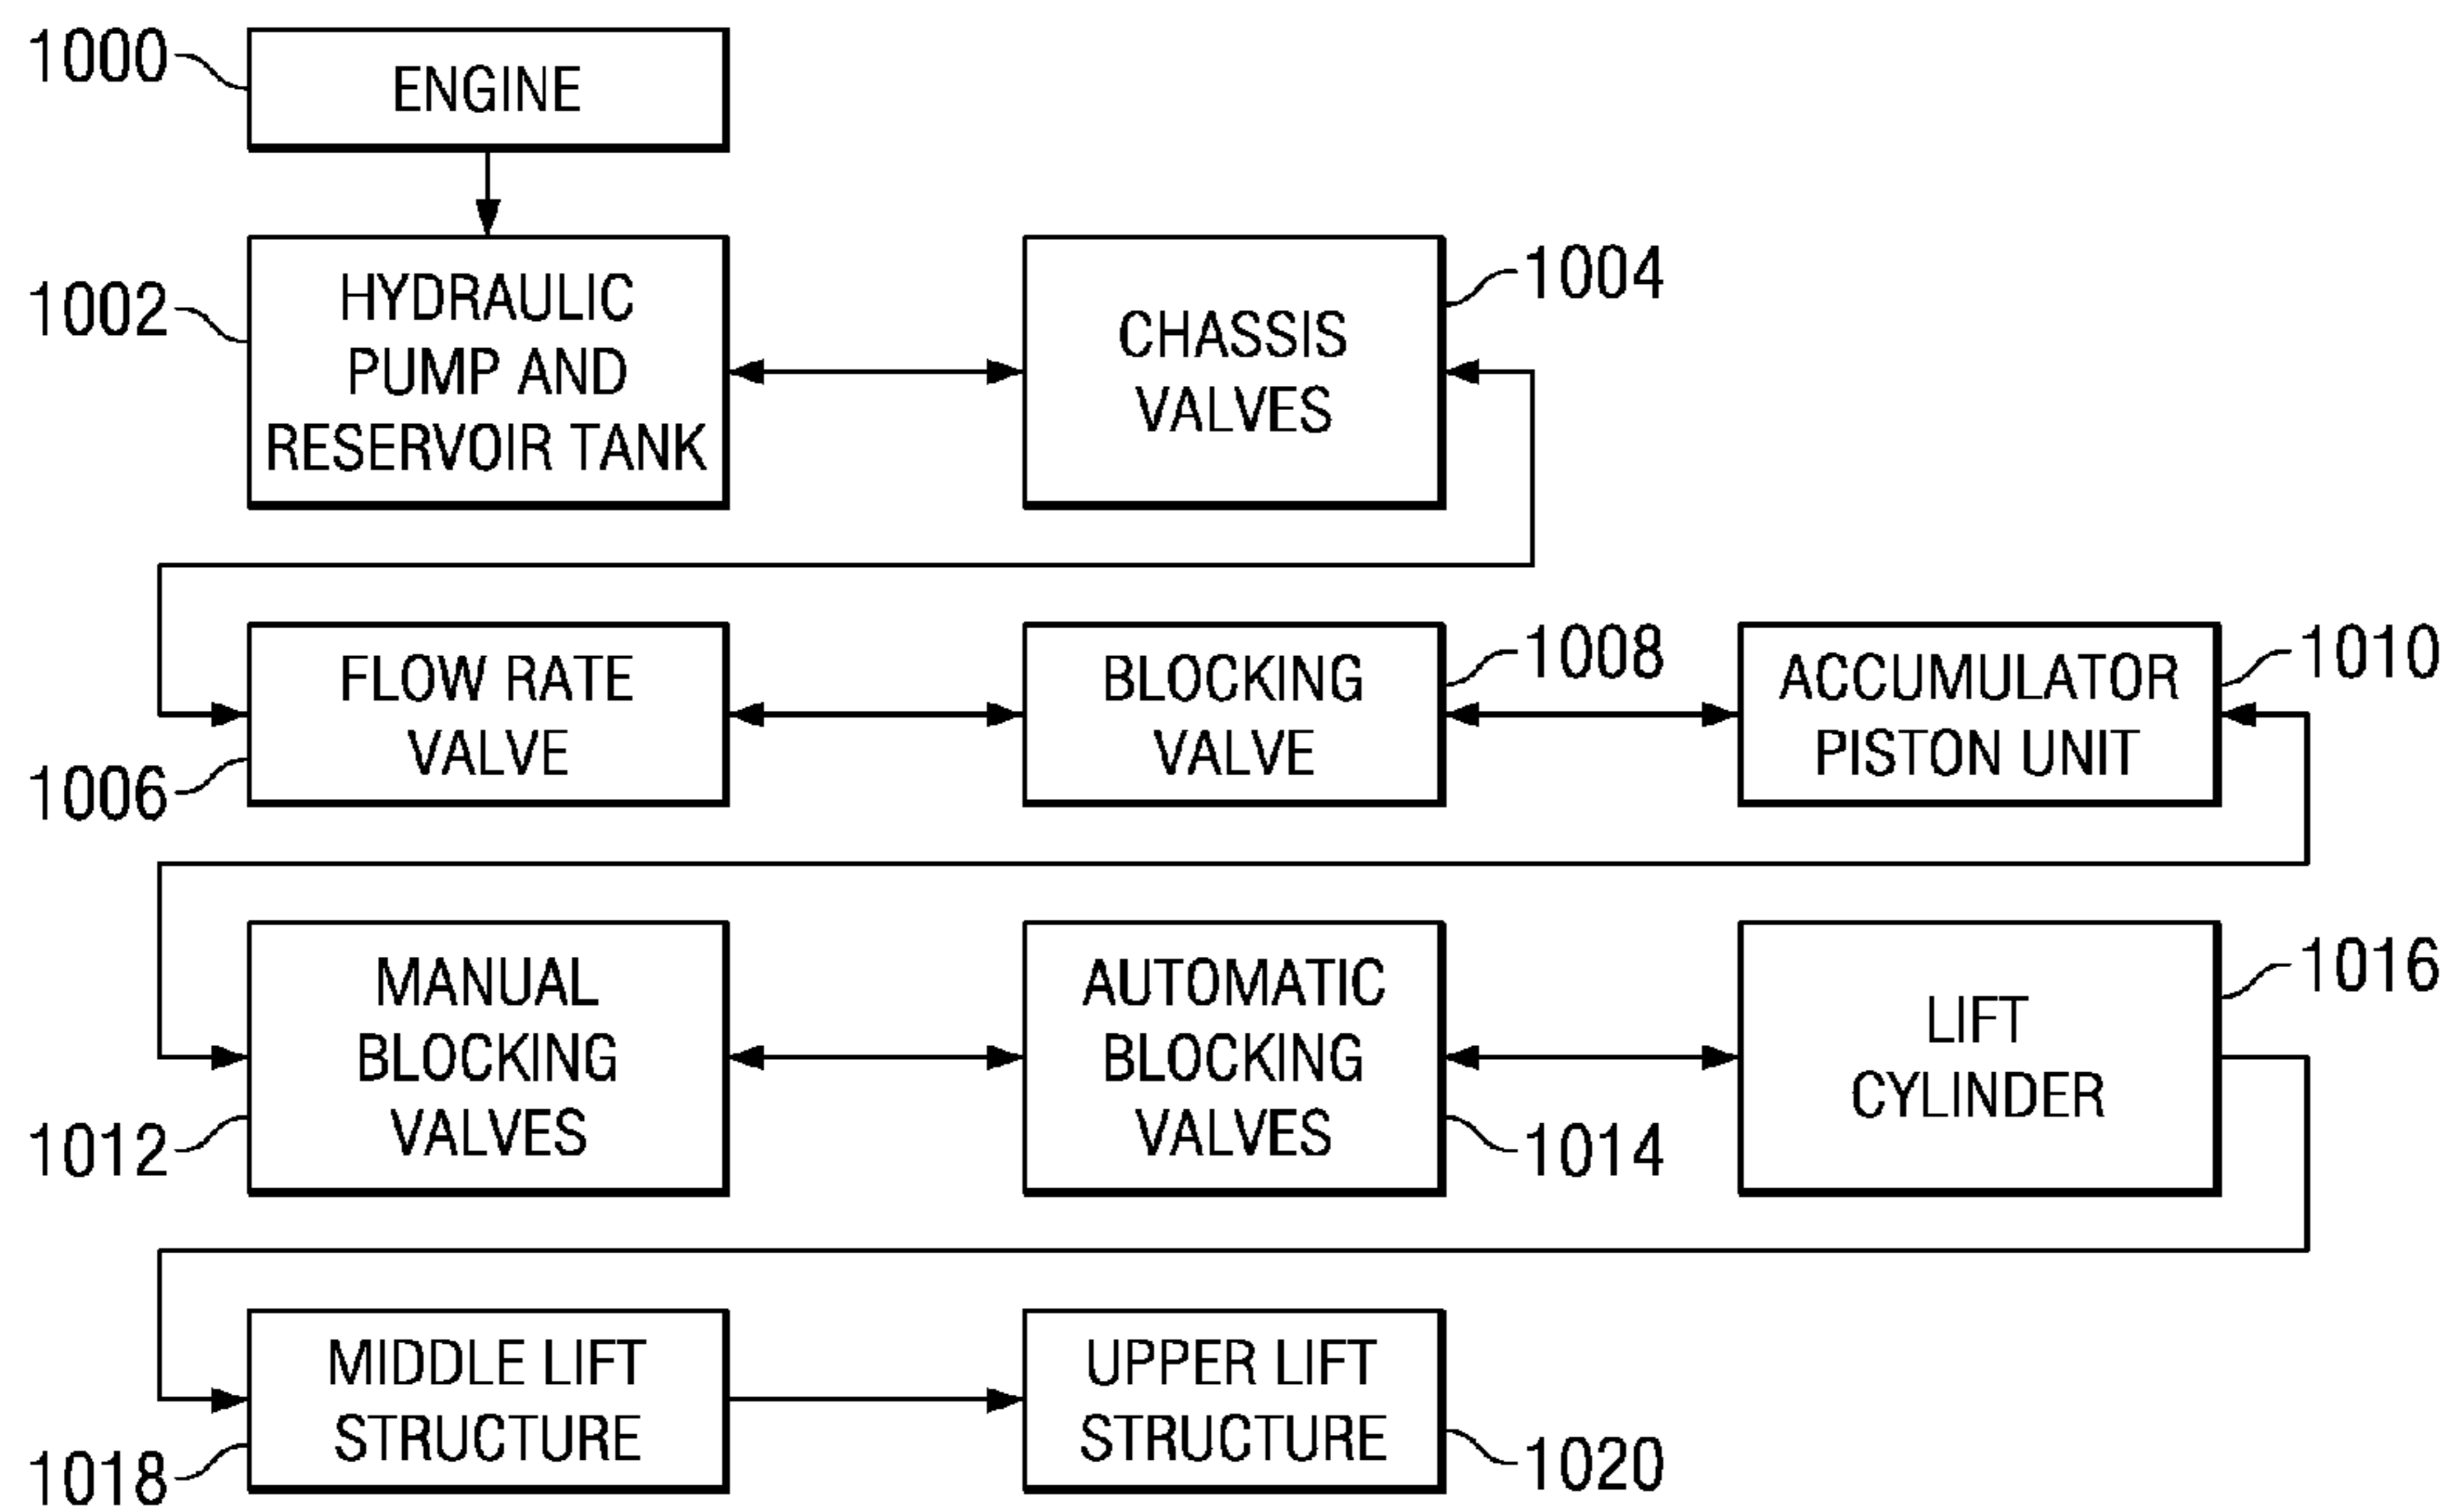 1000
ENGINE
1002
HYDRAULIC
PUMP AND
RESERVOIR TANK
1004
CHASSIS
VALVES
FLOW RATE
VALVE
1006
BLOCKING
VALVE
1008
ACCUMULATOR
PISTON UNIT
1010
MANUAL
BLOCKING
VALVES
1012
AUTOMATIC
BLOCKING
VALVES
1014
LIFT
CYLINDER
1016
MIDDLE LIFT
STRUCTURE
1018
UPPER LIFT
STRUCTURE
1020